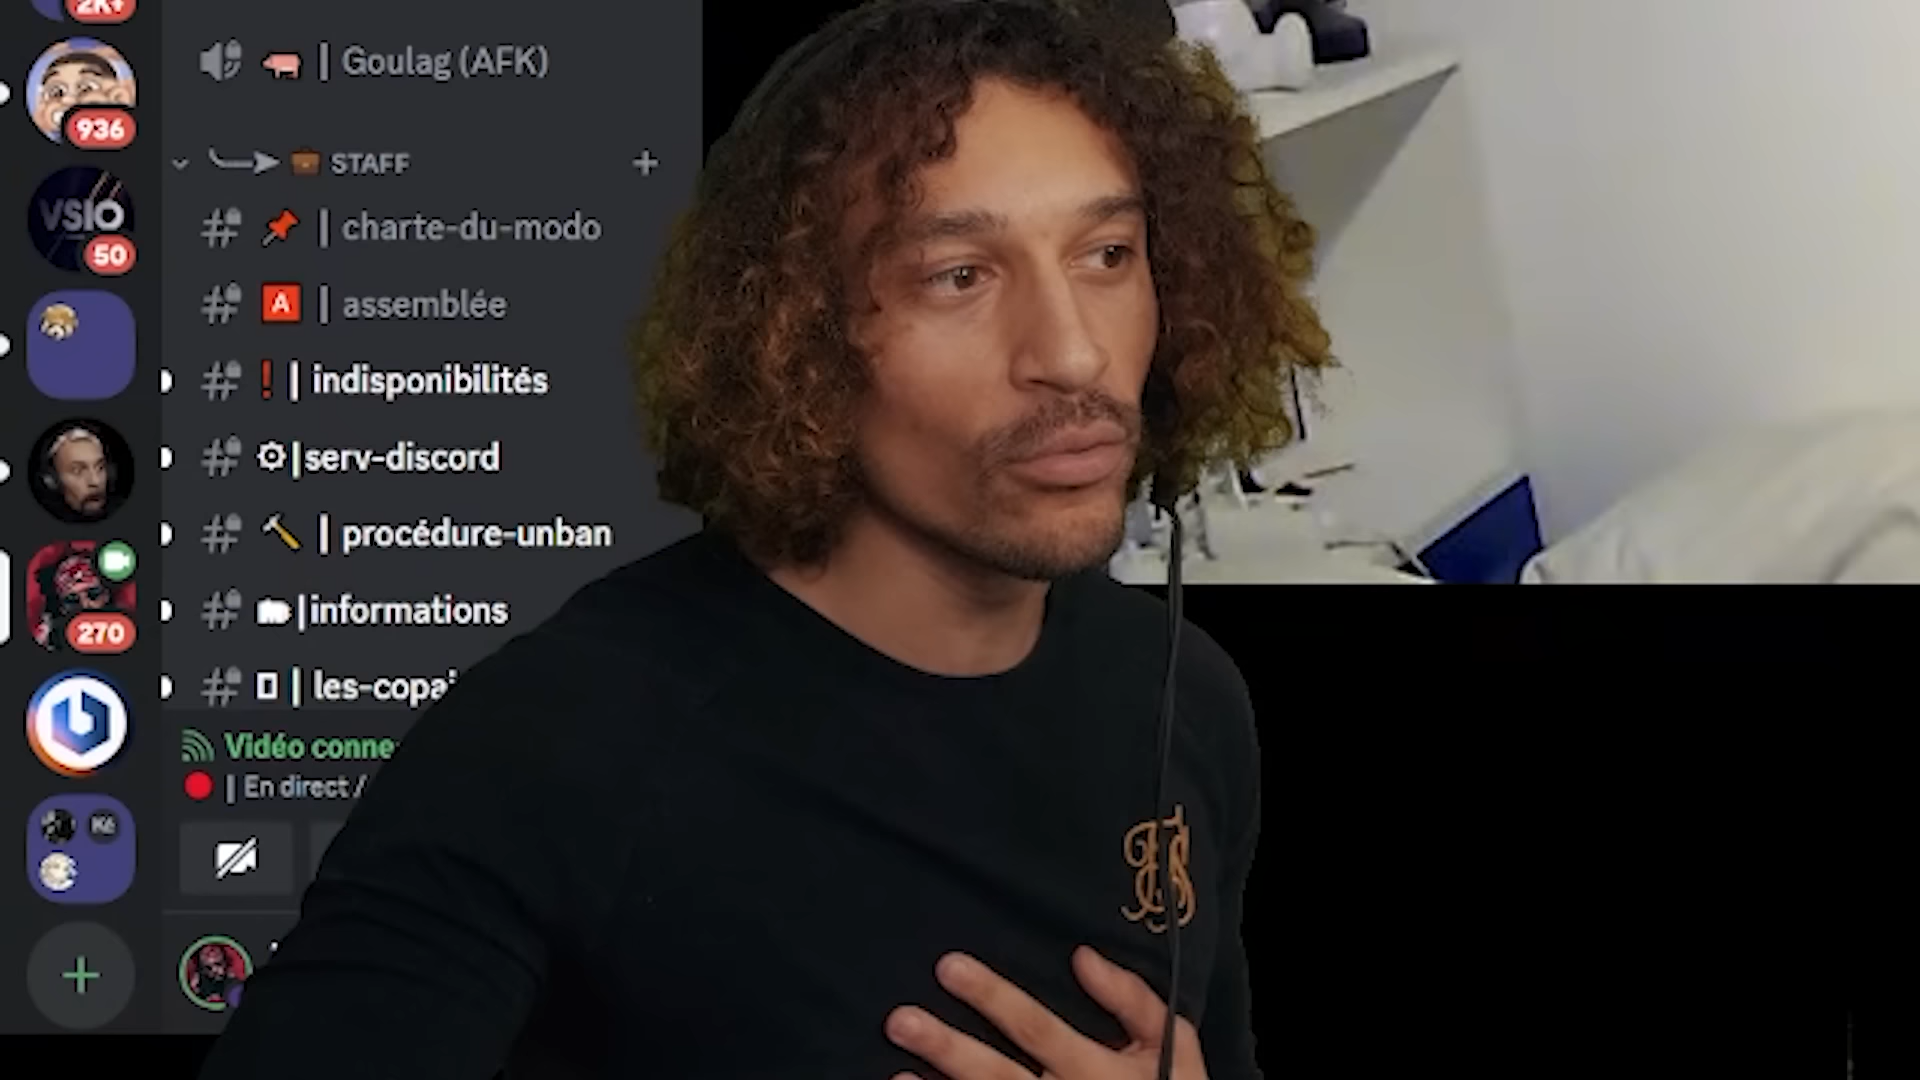 2K+
936
VSIO
50
270
| Goulag (AFK)
STAFF
# | charte-du-modo
# A | assemblée
# | indisponibilités
# |serv-discord
# | procédure-unban
# |informations
# | les-copai
Vidéo conne
| En direct /